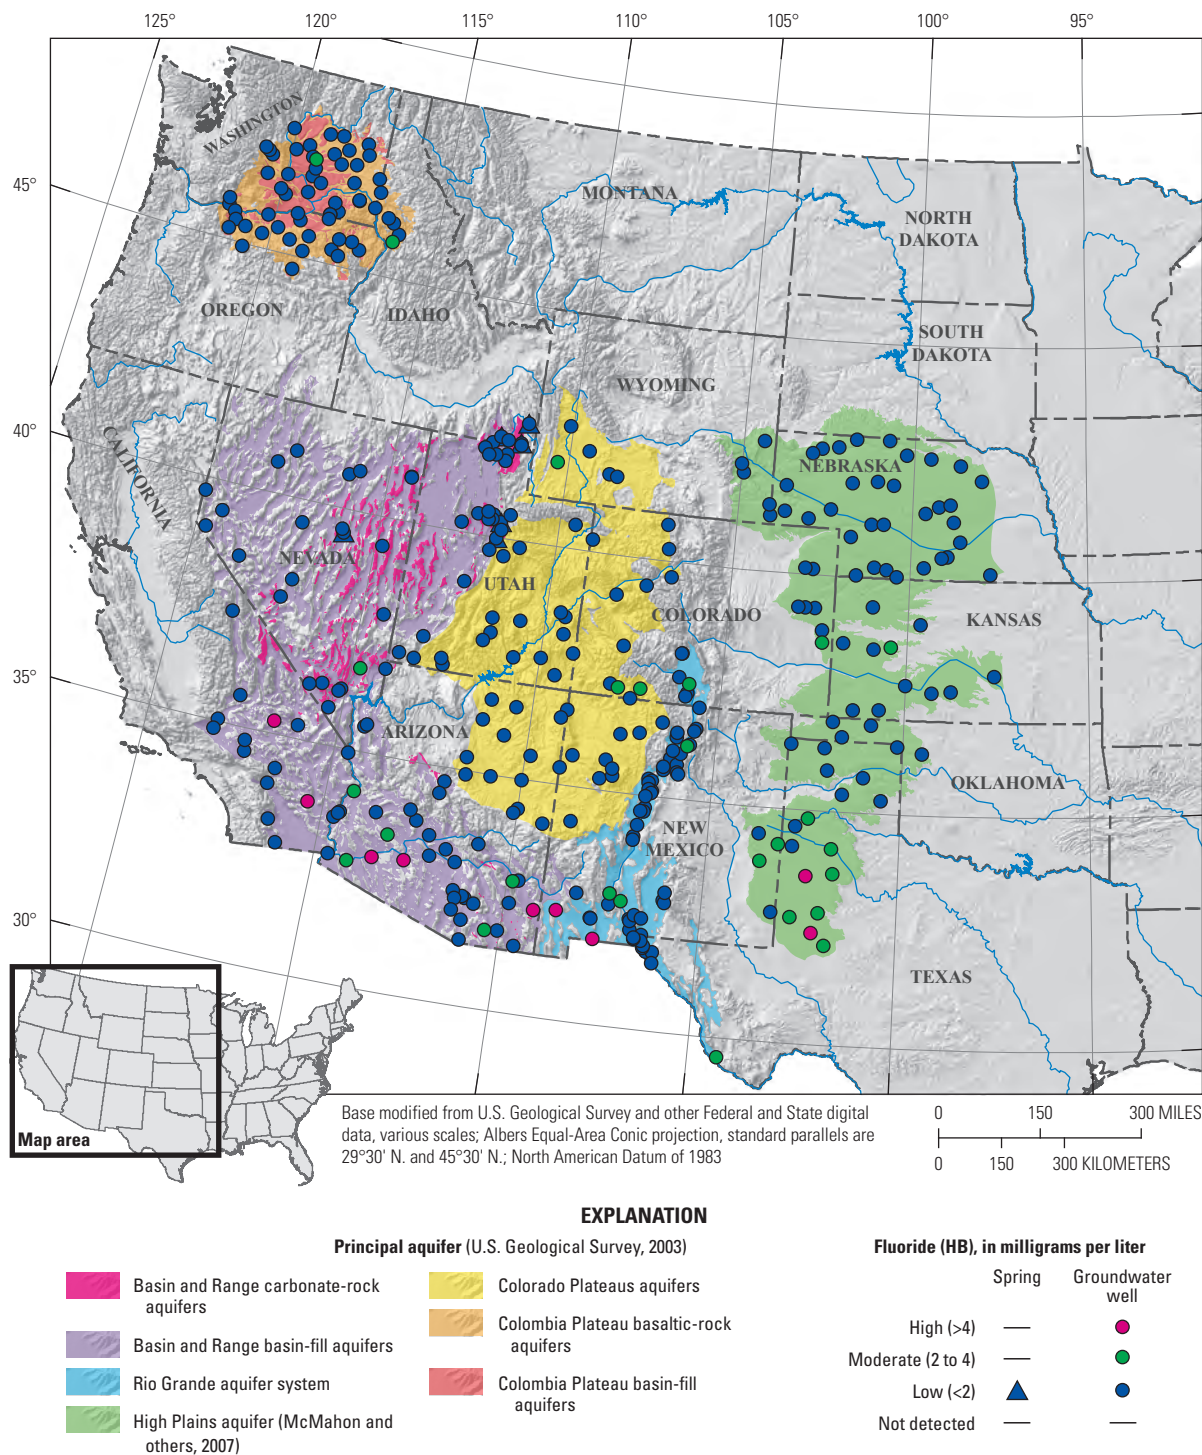 125°
120°
115°
110°
105°
100°
95°
45°
40°
35°
30°
WASHINGTON
MONTANA
NORTH
DAKOTA
OREGON
IDAHO
SOUTH
DAKOTA
WYOMING
CALIFORNIA
NEBRASKA
NEVADA
UTAH
COLORADO
KANSAS
ARIZONA
OKLAHOMA
NEW
MEXICO
TEXAS
Map area
Base modified from U.S. Geological Survey and other Federal and State digital
data, various scales; Albers Equal-Area Conic projection, standard parallels are
29°30' N. and 45°30' N.; North American Datum of 1983
0 150 300 MILES
0 150 300 KILOMETERS
EXPLANATION
Principal aquifer (U.S. Geological Survey, 2003)
Basin and Range carbonate-rock
aquifers
Basin and Range basin-fill aquifers
Rio Grande aquifer system
High Plains aquifer (McMahon and
others, 2007)
Colorado Plateaus aquifers
Colombia Plateau basaltic-rock
aquifers
Colombia Plateau basin-fill
aquifers
Fluoride (HB), in milligrams per liter
Spring Groundwater
well
High (>4) —
Moderate (2 to 4) —
Low (<2)
Not detected — —